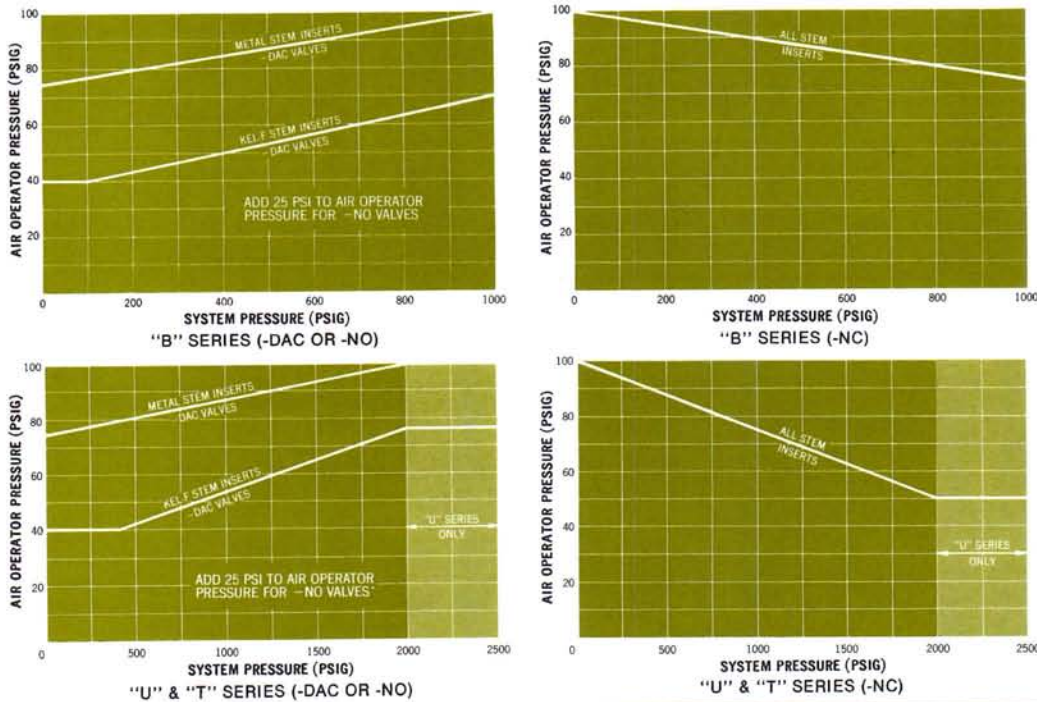 AIR OPERATOR PRESSURE (PSIG)
100
80
60
40
20
METAL STEM INSERTS
-DAC VALVES
KEL-F STEM INSERTS
-DAC VALVES
ADD 25 PSI TO AIR OPERATOR
PRESSURE FOR -NO VALVES
0 200 400 600 800 1000
SYSTEM PRESSURE (PSIG)
"B" SERIES (-DAC OR -NO)
AIR OPERATOR PRESSURE (PSIG)
100
80
60
40
20
ALL STEM
INSERTS
0 200 400 600 800 1000
SYSTEM PRESSURE (PSIG)
"B" SERIES (-NC)
AIR OPERATOR PRESSURE (PSIG)
100
80
60
40
20
METAL STEM INSERTS
-DAC VALVES
KEL-F STEM INSERTS
-DAC VALVES
"U" SERIES
ONLY
ADD 25 PSI TO AIR OPERATOR
PRESSURE FOR -NO VALVES
0 500 1000 1500 2000 2500
SYSTEM PRESSURE (PSIG)
"U" & "T" SERIES (-DAC OR -NO)
AIR OPERATOR PRESSURE (PSIG)
100
80
60
40
20
ALL STEM
INSERTS
"U" SERIES
ONLY
0 500 1000 1500 2000 2500
SYSTEM PRESSURE (PSIG)
"U" & "T" SERIES (-NC)